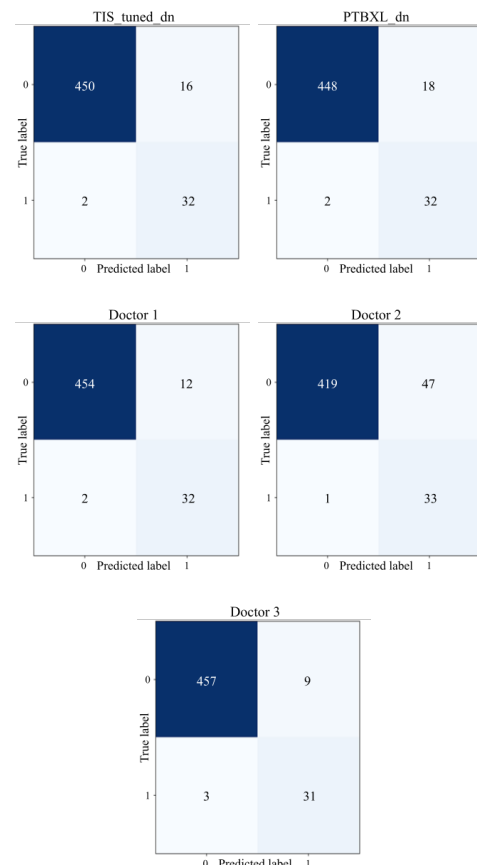 TIS_tuned_dn
0
450
16
True label
1
2
32
0 Predicted label 1
PTBXL_dn
0
448
18
True label
1
2
32
0 Predicted label 1
Doctor 1
0
454
12
True label
1
2
32
0 Predicted label 1
Doctor 2
0
419
47
True label
1
1
33
0 Predicted label 1
Doctor 3
0
457
9
True label
1
3
31
0 Predicted label 1